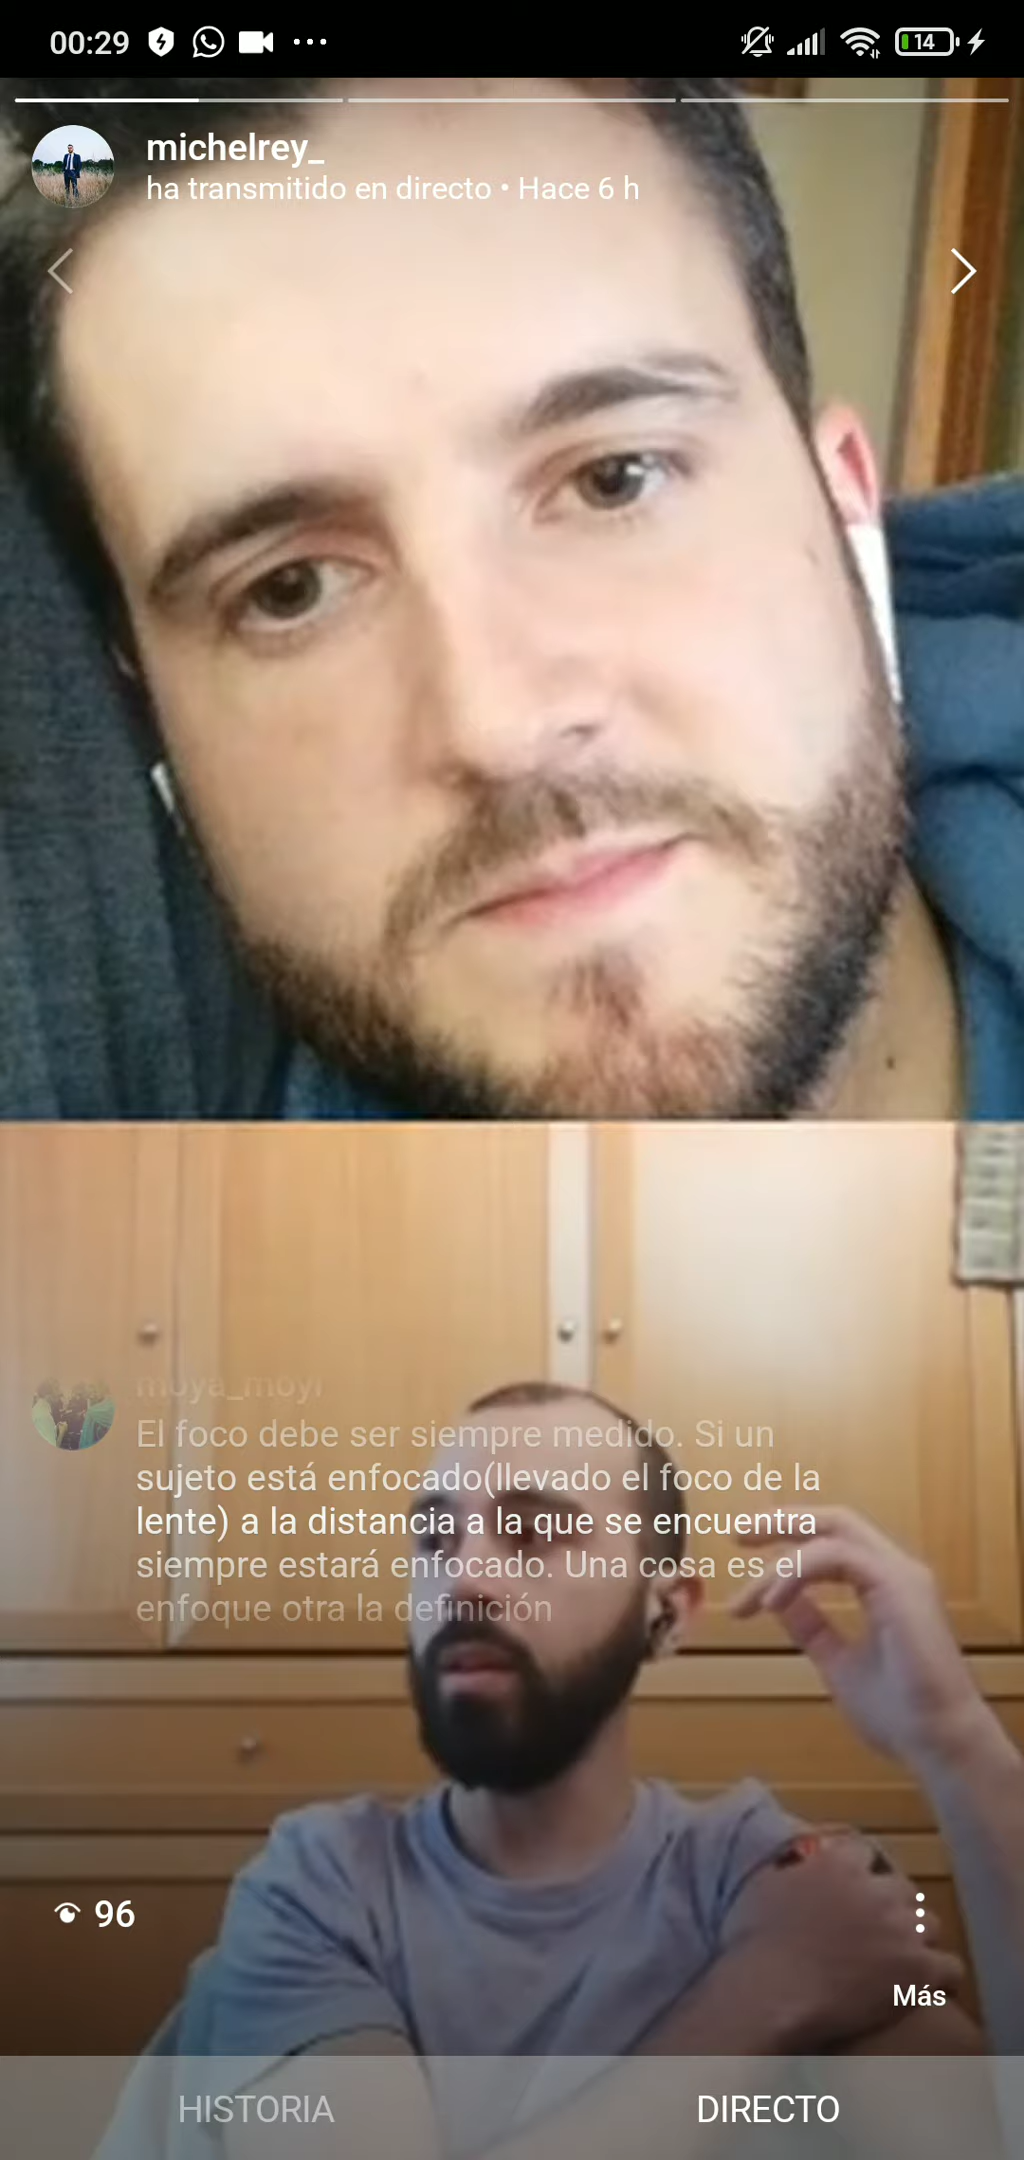 00:29
14
michelrey_
ha transmitido en directo • Hace 6 h
moya_moyr
El foco debe ser siempre medido. Si un
sujeto está enfocado(llevado el foco de la
lente) a la distancia a la que se encuentra
siempre estará enfocado. Una cosa es el
enfoque otra la definición
96
Más
HISTORIA
DIRECTO